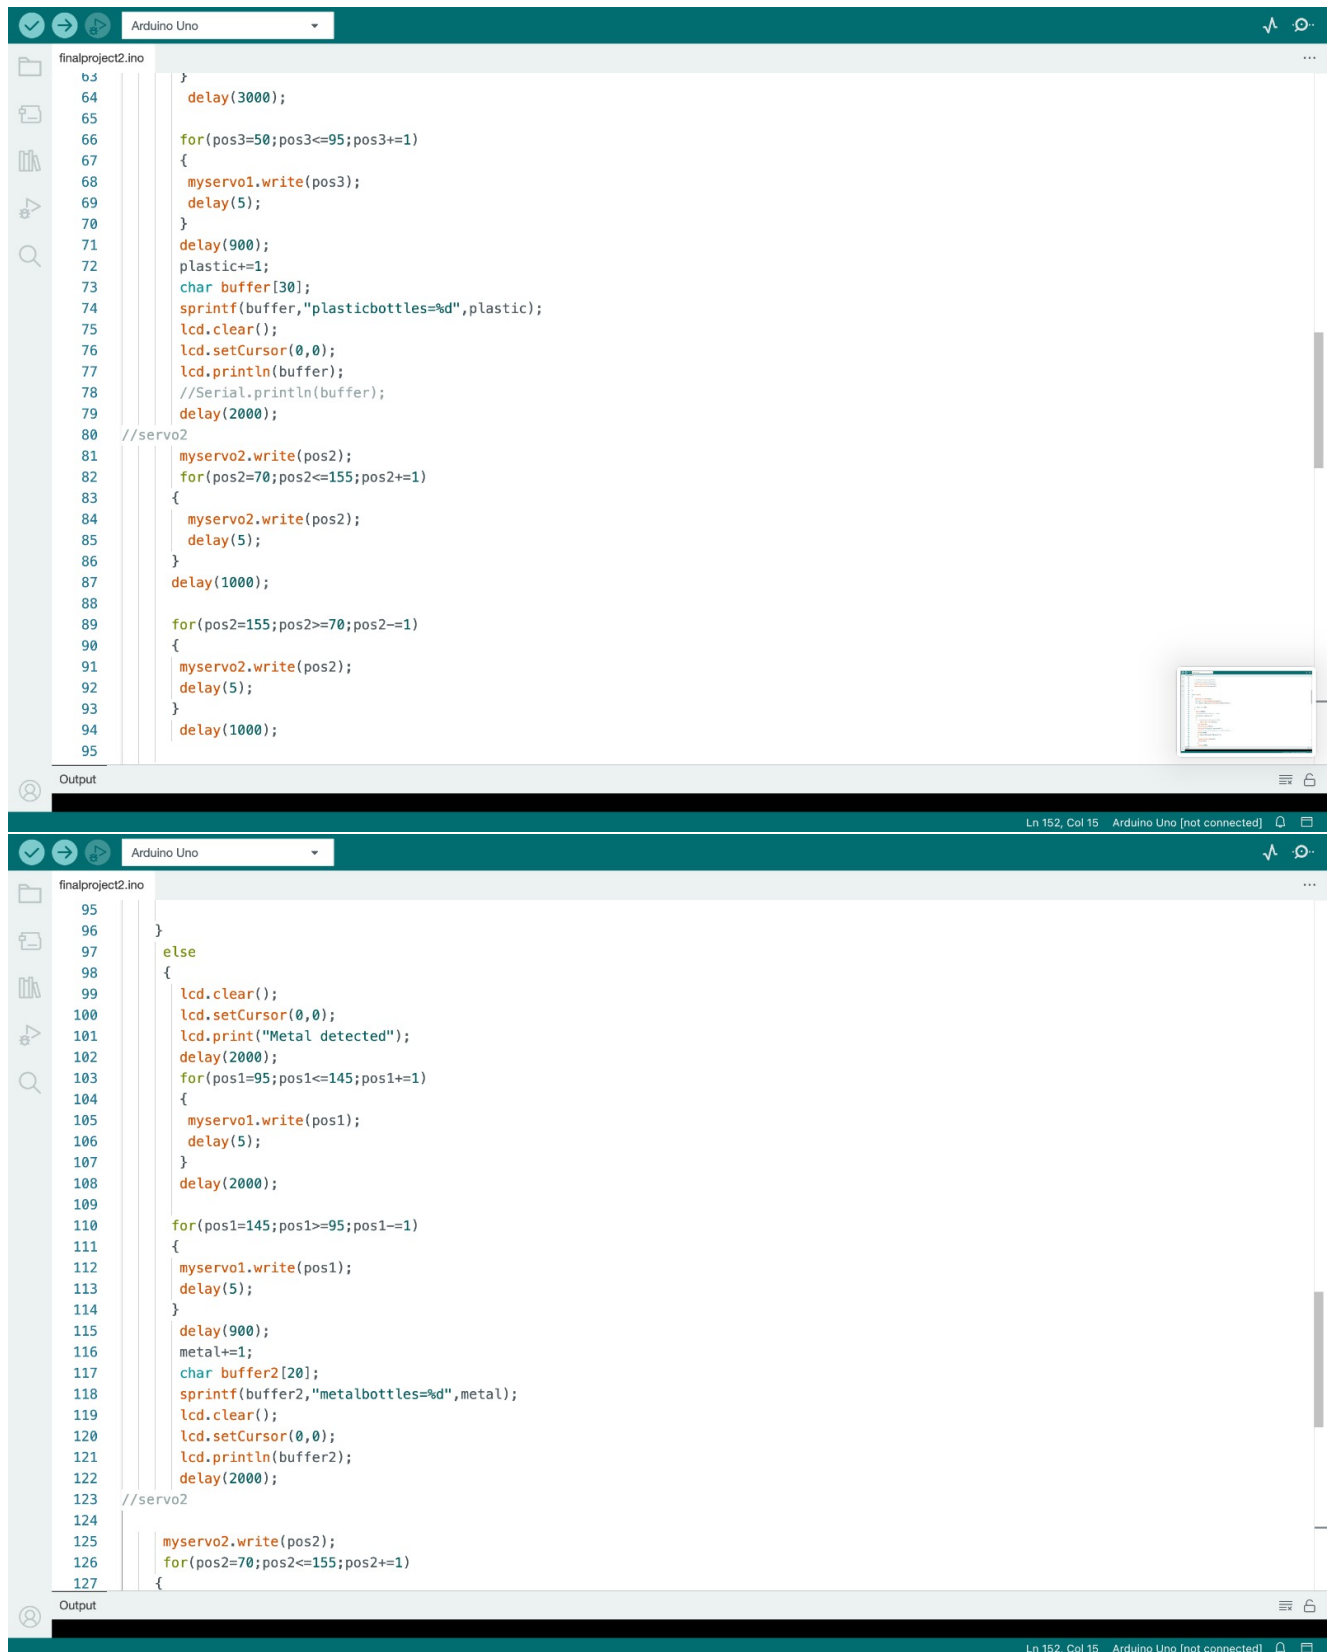 Arduino Uno
finalproject2.ino
63 }
64 delay(3000);
65
66 for(pos3=50;pos3<=95;pos3+=1)
67 {
68 myservo1.write(pos3);
69 delay(5);
70 }
71 delay(900);
72 plastic+=1;
73 char buffer[30];
74 sprintf(buffer,"plasticbottles=%d",plastic);
75 lcd.clear();
76 lcd.setCursor(0,0);
77 lcd.println(buffer);
78 //Serial.println(buffer);
79 delay(2000);
80 //servo2
81 myservo2.write(pos2);
82 for(pos2=70;pos2<=155;pos2+=1)
83 {
84 myservo2.write(pos2);
85 delay(5);
86 }
87 delay(1000);
88
89 for(pos2=155;pos2>=70;pos2-=1)
90 {
91 myservo2.write(pos2);
92 delay(5);
93 }
94 delay(1000);
95
Output
Ln 152, Col 15 Arduino Uno [not connected]
Arduino Uno
finalproject2.ino
95
96 }
97 else
98 {
99 lcd.clear();
100 lcd.setCursor(0,0);
101 lcd.print("Metal detected");
102 delay(2000);
103 for(pos1=95;pos1<=145;pos1+=1)
104 {
105 myservo1.write(pos1);
106 delay(5);
107 }
108 delay(2000);
109
110 for(pos1=145;pos1>=95;pos1-=1)
111 {
112 myservo1.write(pos1);
113 delay(5);
114 }
115 delay(900);
116 metal+=1;
117 char buffer2[20];
118 sprintf(buffer2,"metalbottles=%d",metal);
119 lcd.clear();
120 lcd.setCursor(0,0);
121 lcd.println(buffer2);
122 delay(2000);
123 //servo2
124
125 myservo2.write(pos2);
126 for(pos2=70;pos2<=155;pos2+=1)
127 {
Output
Ln 152, Col 15 Arduino Uno [not connected]